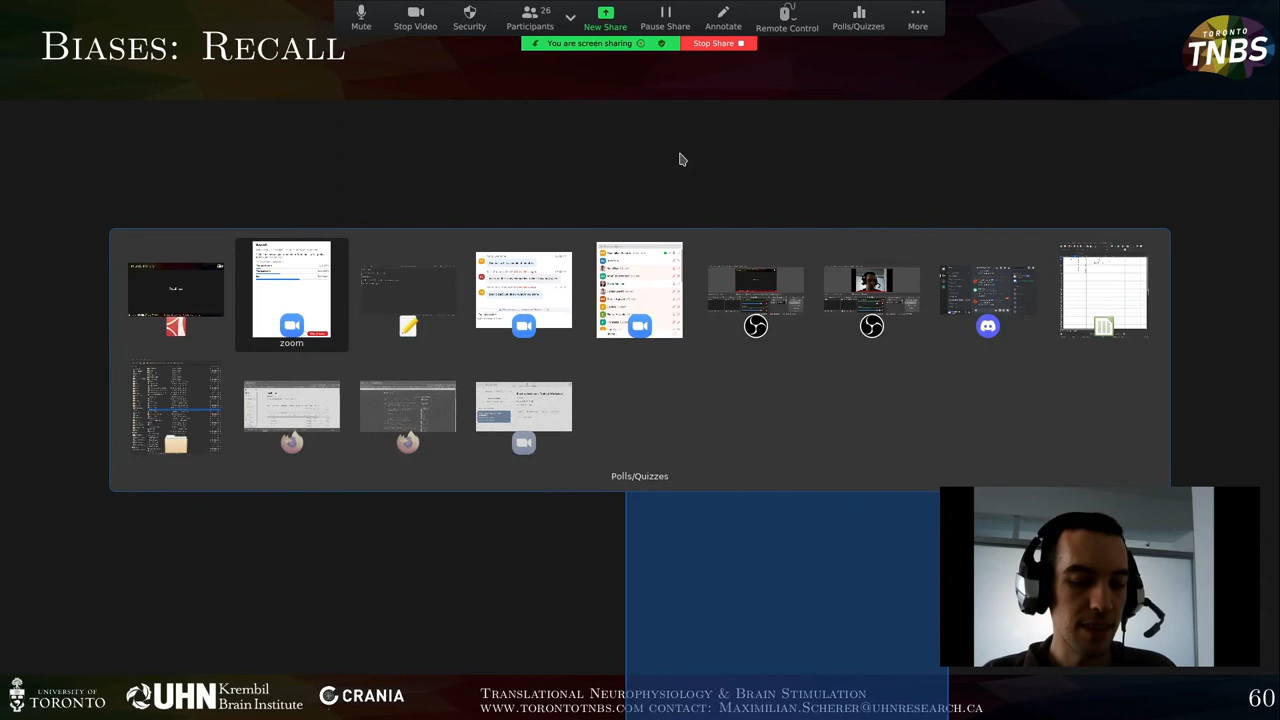 Mute
Stop Video
Security
Participants
26
New Share
Pause Share
Annotate
Remote Control
Polls/Quizzes
More
You are screen sharing
Stop Share
BIASES: RECALL
TORONTO
TNBS
zoom
Polls/Quizzes
UNIVERSITY OF
TORONTO
UHN
Krembil
Brain Institute
CRANIA
TRANSLATIONAL NEUROPHYSIOLOGY & BRAIN STIMULATION
WWW.TORONTOTNBS.COM CONTACT: MAXIMILIAN.SCHERER@UHNRESEARCH.CA
60